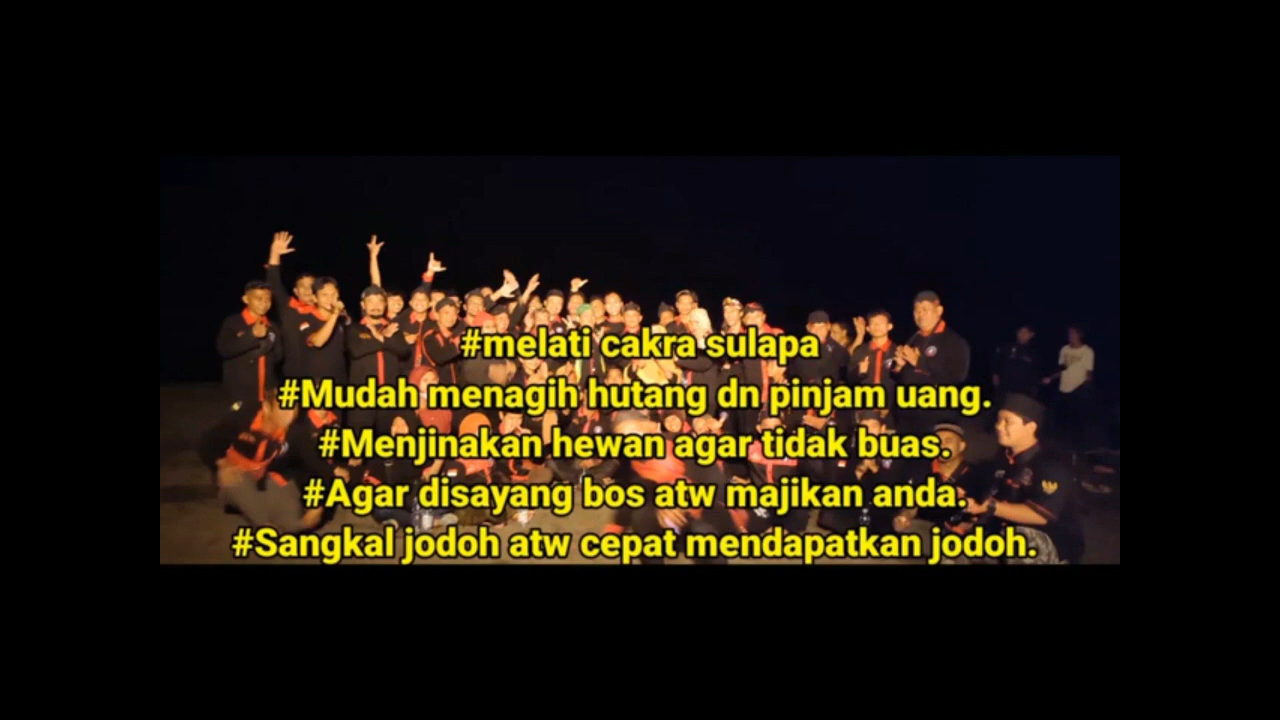 #melati cakra sulapa
#Mudah menagih hutang dn pinjam uang.
#Menjinakan hewan agar tidak buas.
#Agar disayang bos atw majikan anda.
#Sangkal jodoh atw cepat mendapatkan jodoh.